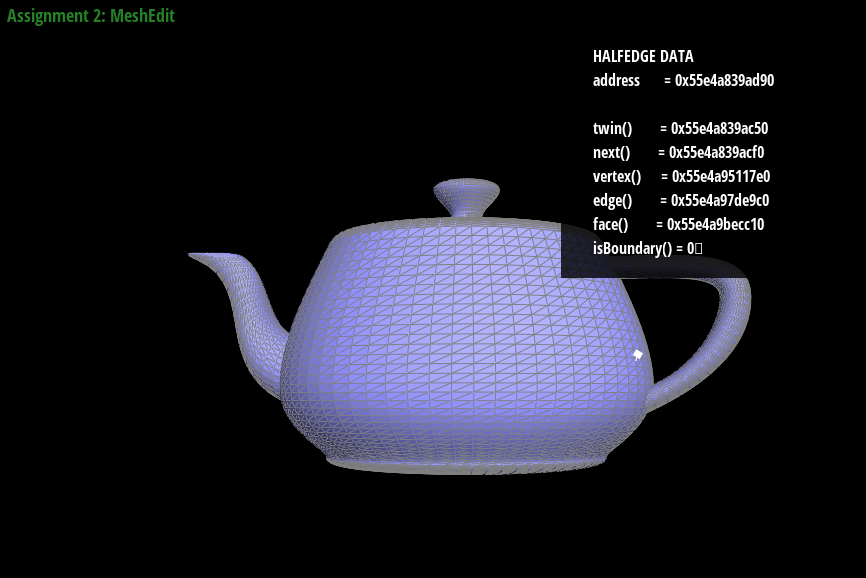 Assignment 2: MeshEdit
HALFEDGE DATA
address = 0x55e4a839ad90
twin() = 0x55e4a839ac50
next() = 0x55e4a839acf0
vertex() = 0x55e4a95117e0
edge() = 0x55e4a97de9c0
face() = 0x55e4a9becc10
isBoundary() = 0